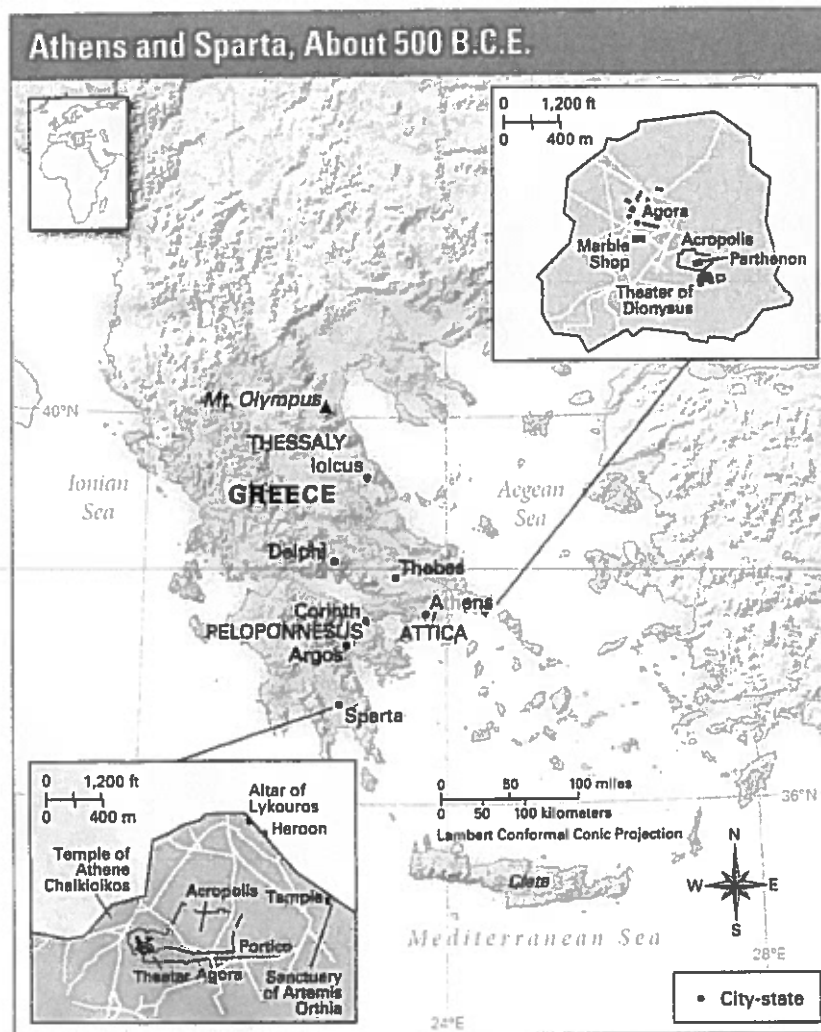 Athens and Sparta, About 500 B.C.E.
0 1,200 ft
0 400 m
Agora
Marble
Shop
Acropolis
Parthenon
Theater of
Dionysus
Mt. Olympus
40°N
THESSALY
Iolcus
Ionian
Sea
GREECE
Aegean
Sea
Delphi
Thebes
Athens
Corinth
PELOPONNESUS
ATTICA
Argos
Sparta
0 1,200 ft
0 400 m
Altar of
Lykouros
Heroon
Temple of
Athene
Chalkioikos
Acropolis
Temple
Portico
Theater
Agora
Sanctuary
of Artemis
Orthia
0 50 100 miles
0 50 100 kilometers
Lambert Conformal Conic Projection
36°N
N
W E
S
Crete
Mediterranean Sea
28°E
24°E
City-state